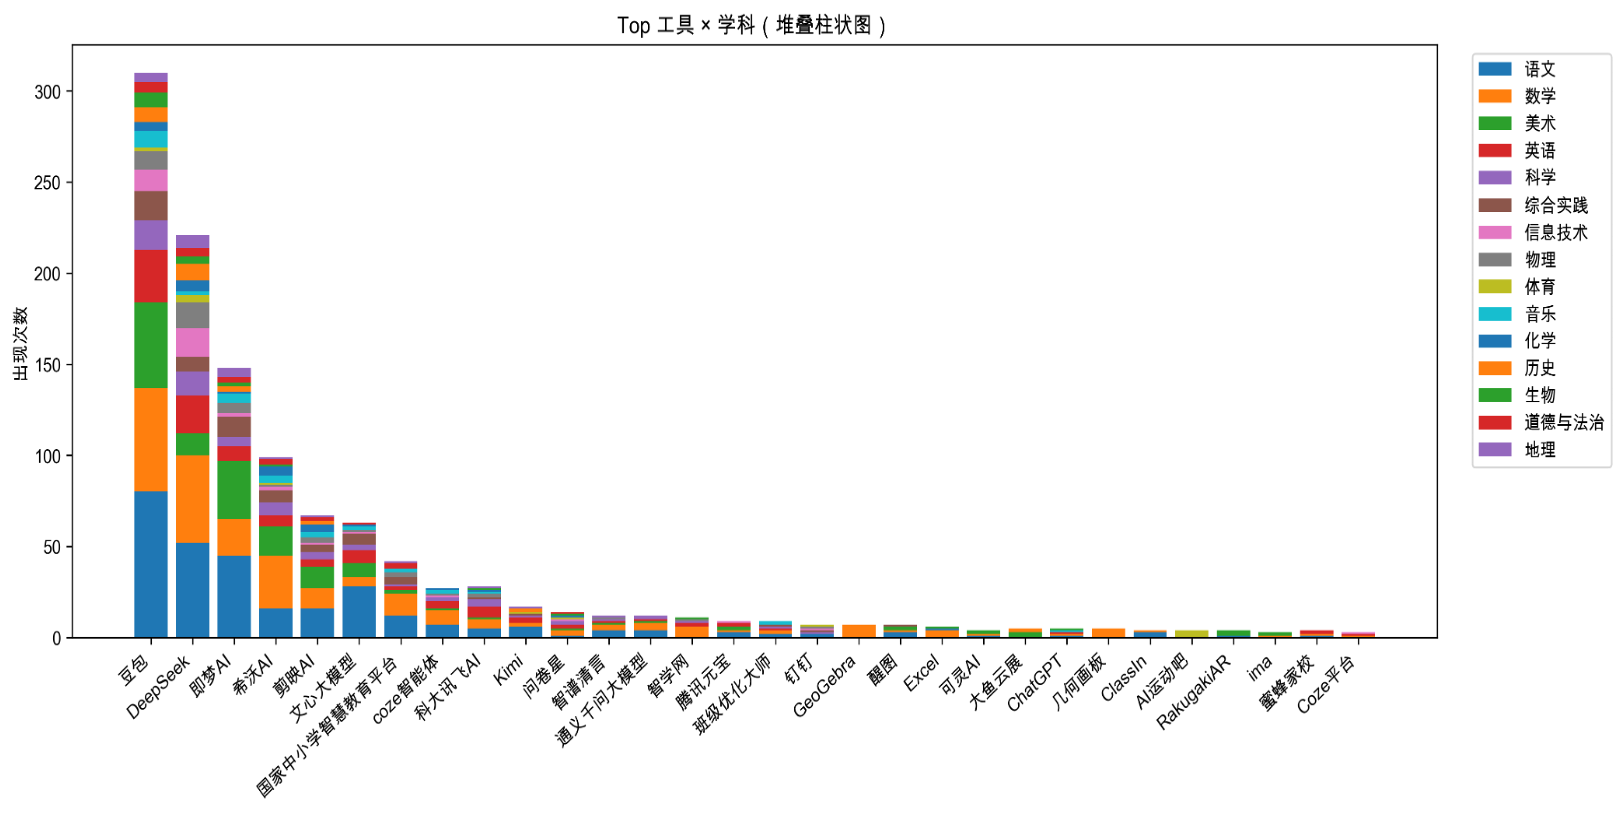 Top 工具 × 学科（堆叠柱状图）
出现次数
300
250
200
150
100
50
0
豆包
DeepSeek
即梦AI
希沃AI
剪映AI
文心大模型
国家中小学智慧教育平台
coze智能体
科大讯飞AI
Kimi
问卷星
智谱清言
通义千问大模型
智学网
腾讯元宝
班级优化大师
钉钉
GeoGebra
醒图
Excel
可灵AI
大鱼云展
ChatGPT
几何画板
ClassIn
AI运动吧
RakugakiAR
ima
蜜蜂家校
Coze平台
语文
数学
美术
英语
科学
综合实践
信息技术
物理
体育
音乐
化学
历史
生物
道德与法治
地理